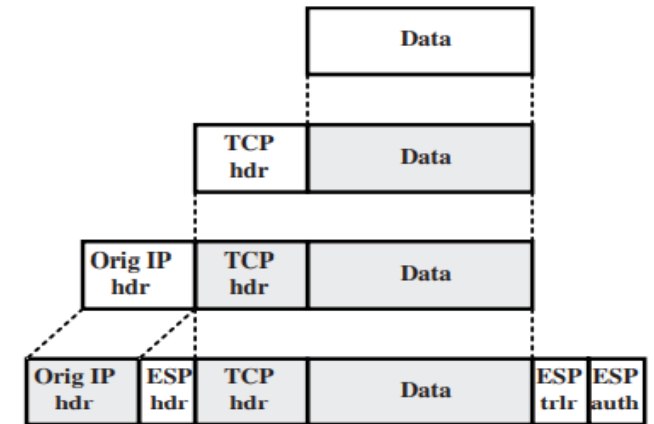 Data
TCP
hdr
Data
Orig IP
hdr
TCP
hdr
Data
Orig IP
hdr
ESP
hdr
TCP
hdr
Data
ESP
trlr
ESP
auth